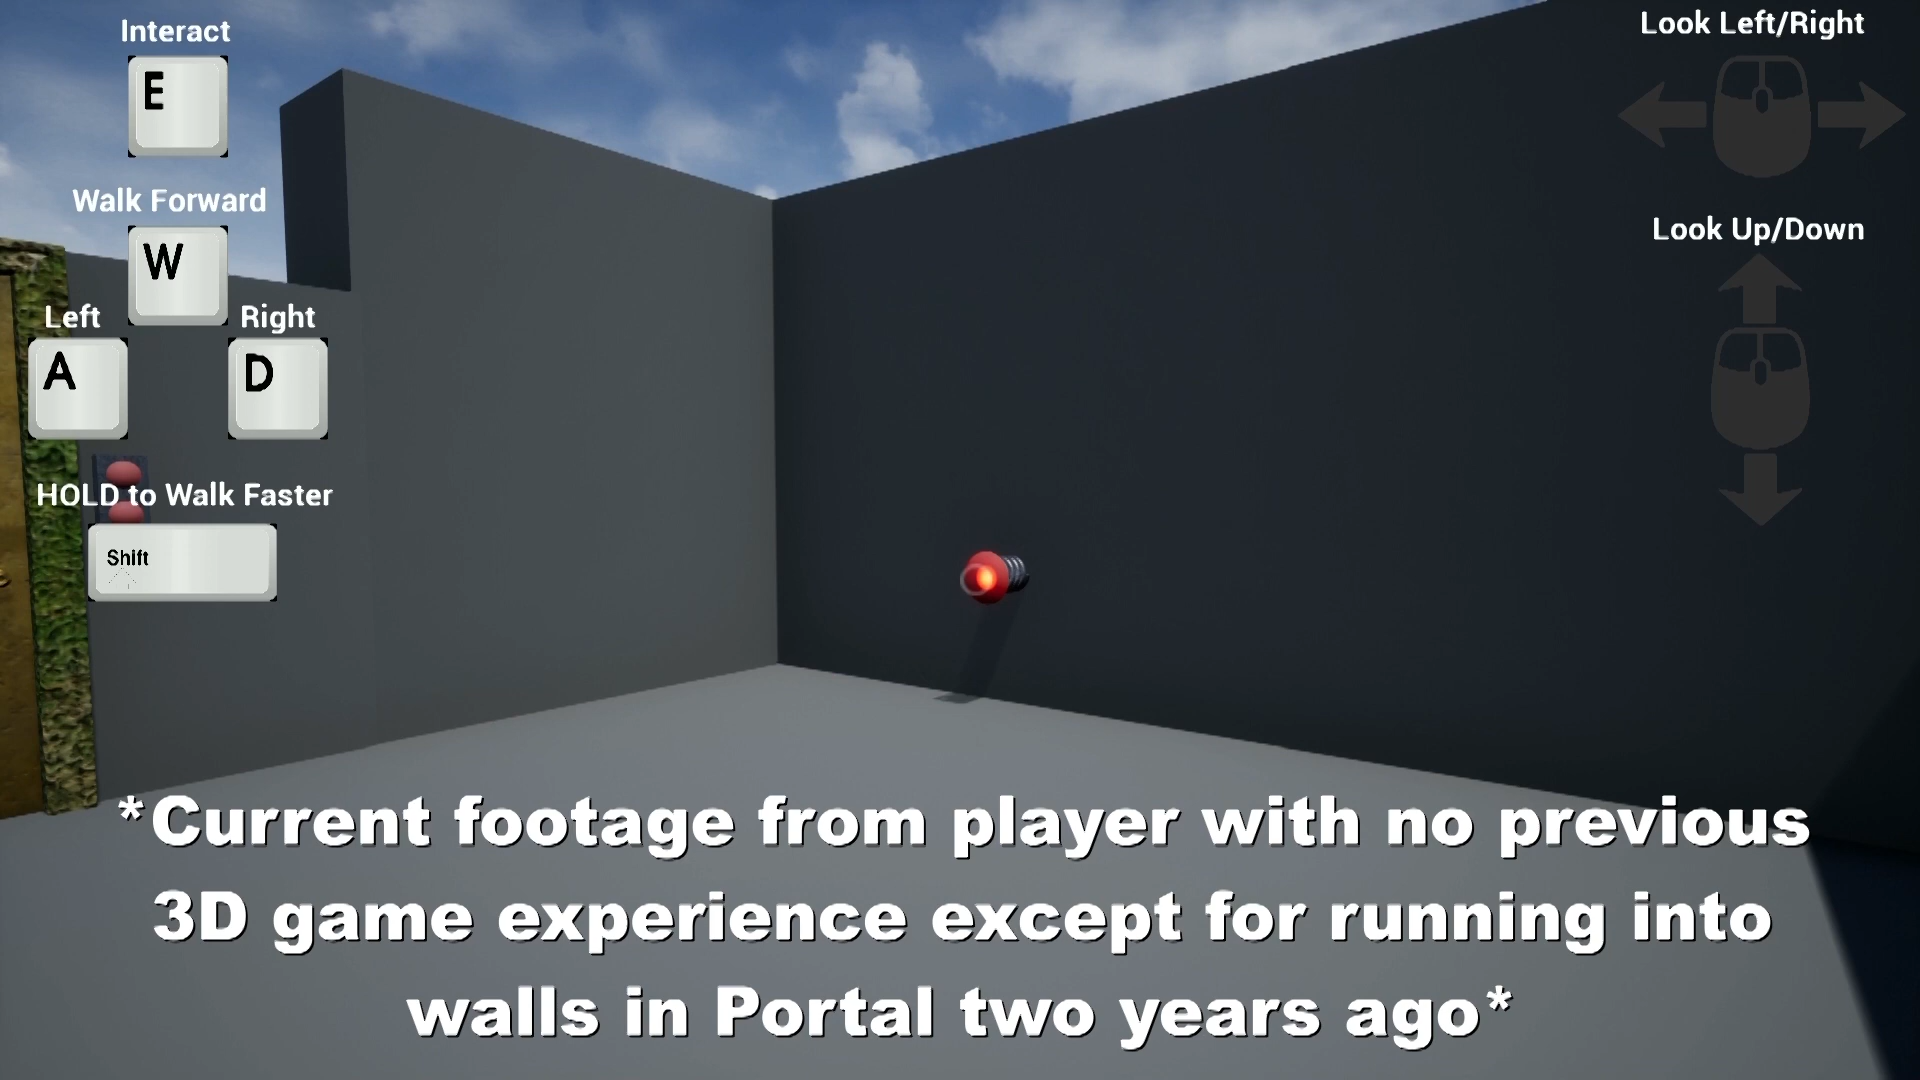 Interact
E
Walk Forward
W
Left
Right
A
D
HOLD to Walk Faster
Shift
Look Left/Right
Look Up/Down
*Current footage from player with no previous
3D game experience except for running into
walls in Portal two years ago*